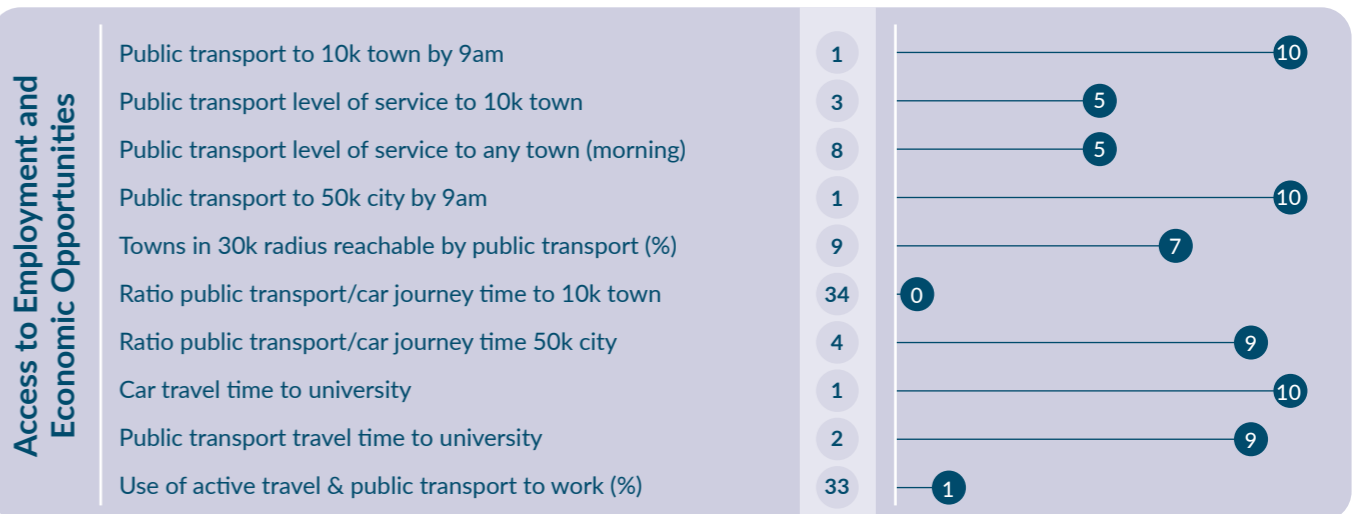 Access to Employment and
Economic Opportunities
Public transport to 10k town by 9am 1 10
Public transport level of service to 10k town 3 5
Public transport level of service to any town (morning) 8 5
Public transport to 50k city by 9am 1 10
Towns in 30k radius reachable by public transport (%) 9 7
Ratio public transport/car journey time to 10k town 34 0
Ratio public transport/car journey time 50k city 4 9
Car travel time to university 1 10
Public transport travel time to university 2 9
Use of active travel & public transport to work (%) 33 1